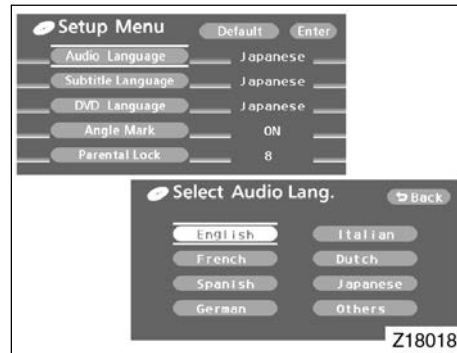 Setup Menu Default Enter
Audio Language Japanese
Subtitle Language Japanese
DVD Language Japanese
Angle Mark ON
Parental Lock 8
Select Audio Lang. Back
English Italian
French Dutch
Spanish Japanese
German Others
Z18018